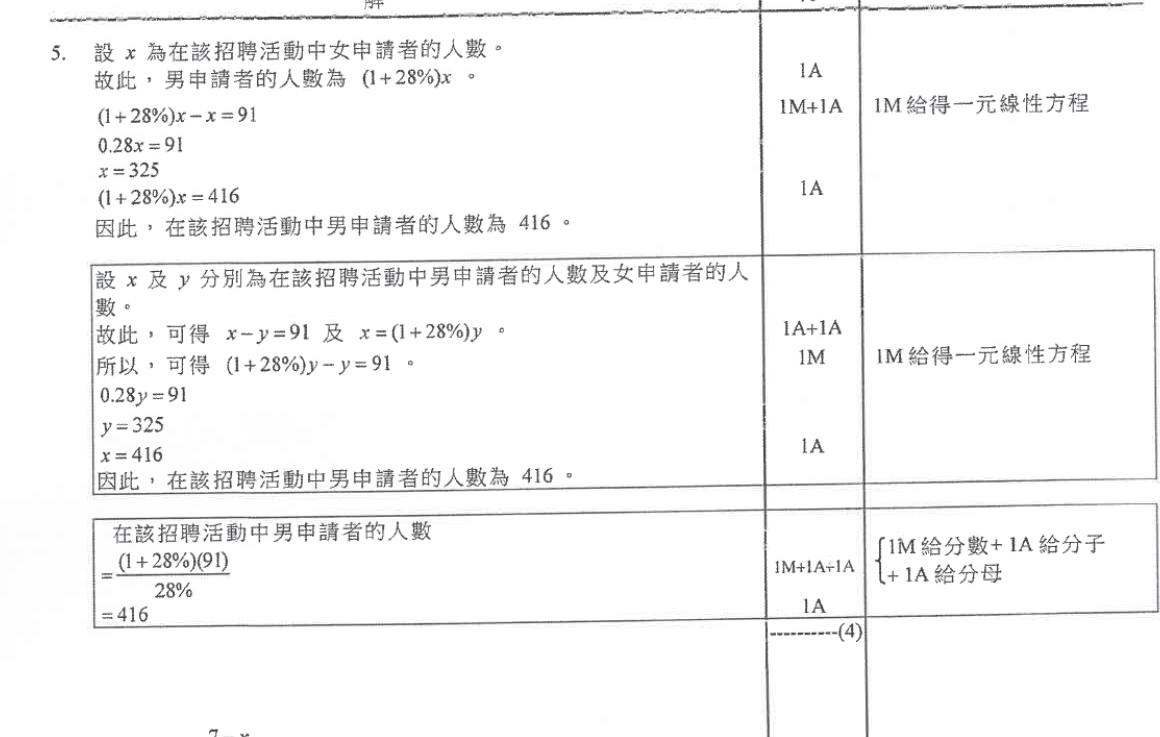 解
5. 設 x 為在該招聘活動中女申請者的人數。
故此，男申請者的人數為 (1+28%)x 。 1A
(1+28%)x − x = 91 1M+1A 1M 給得一元線性方程
0.28x = 91
x = 325
(1+28%)x = 416 1A
因此，在該招聘活動中男申請者的人數為 416 。
設 x 及 y 分別為在該招聘活動中男申請者的人數及女申請者的人
數。
故此，可得 x − y = 91 及 x = (1+28%)y 。 1A+1A
所以，可得 (1+28%)y − y = 91 。 1M 1M 給得一元線性方程
0.28y = 91
y = 325
x = 416 1A
因此，在該招聘活動中男申請者的人數為 416 。
在該招聘活動中男申請者的人數
= (1+28%)(91) 1M+1A+1A { 1M 給分數+ 1A 給分子
28% + 1A 給分母
= 416 1A
----------(4)
7 − x